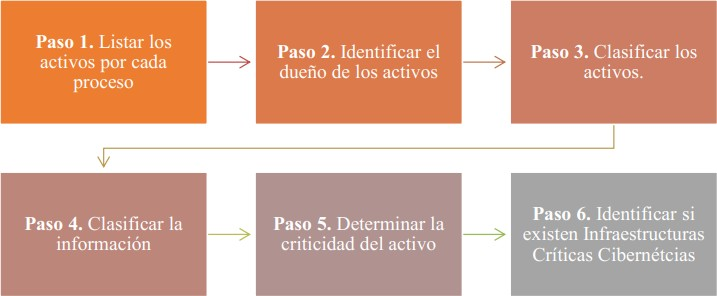 Paso 1. Listar los
activos por cada
proceso
Paso 2. Identificar el
dueño de los activos
Paso 3. Clasificar los
activos.
Paso 4. Clasificar la
información
Paso 5. Determinar la
criticidad del activo
Paso 6. Identificar si
existen Infraestructuras
Críticas Cibernétcias